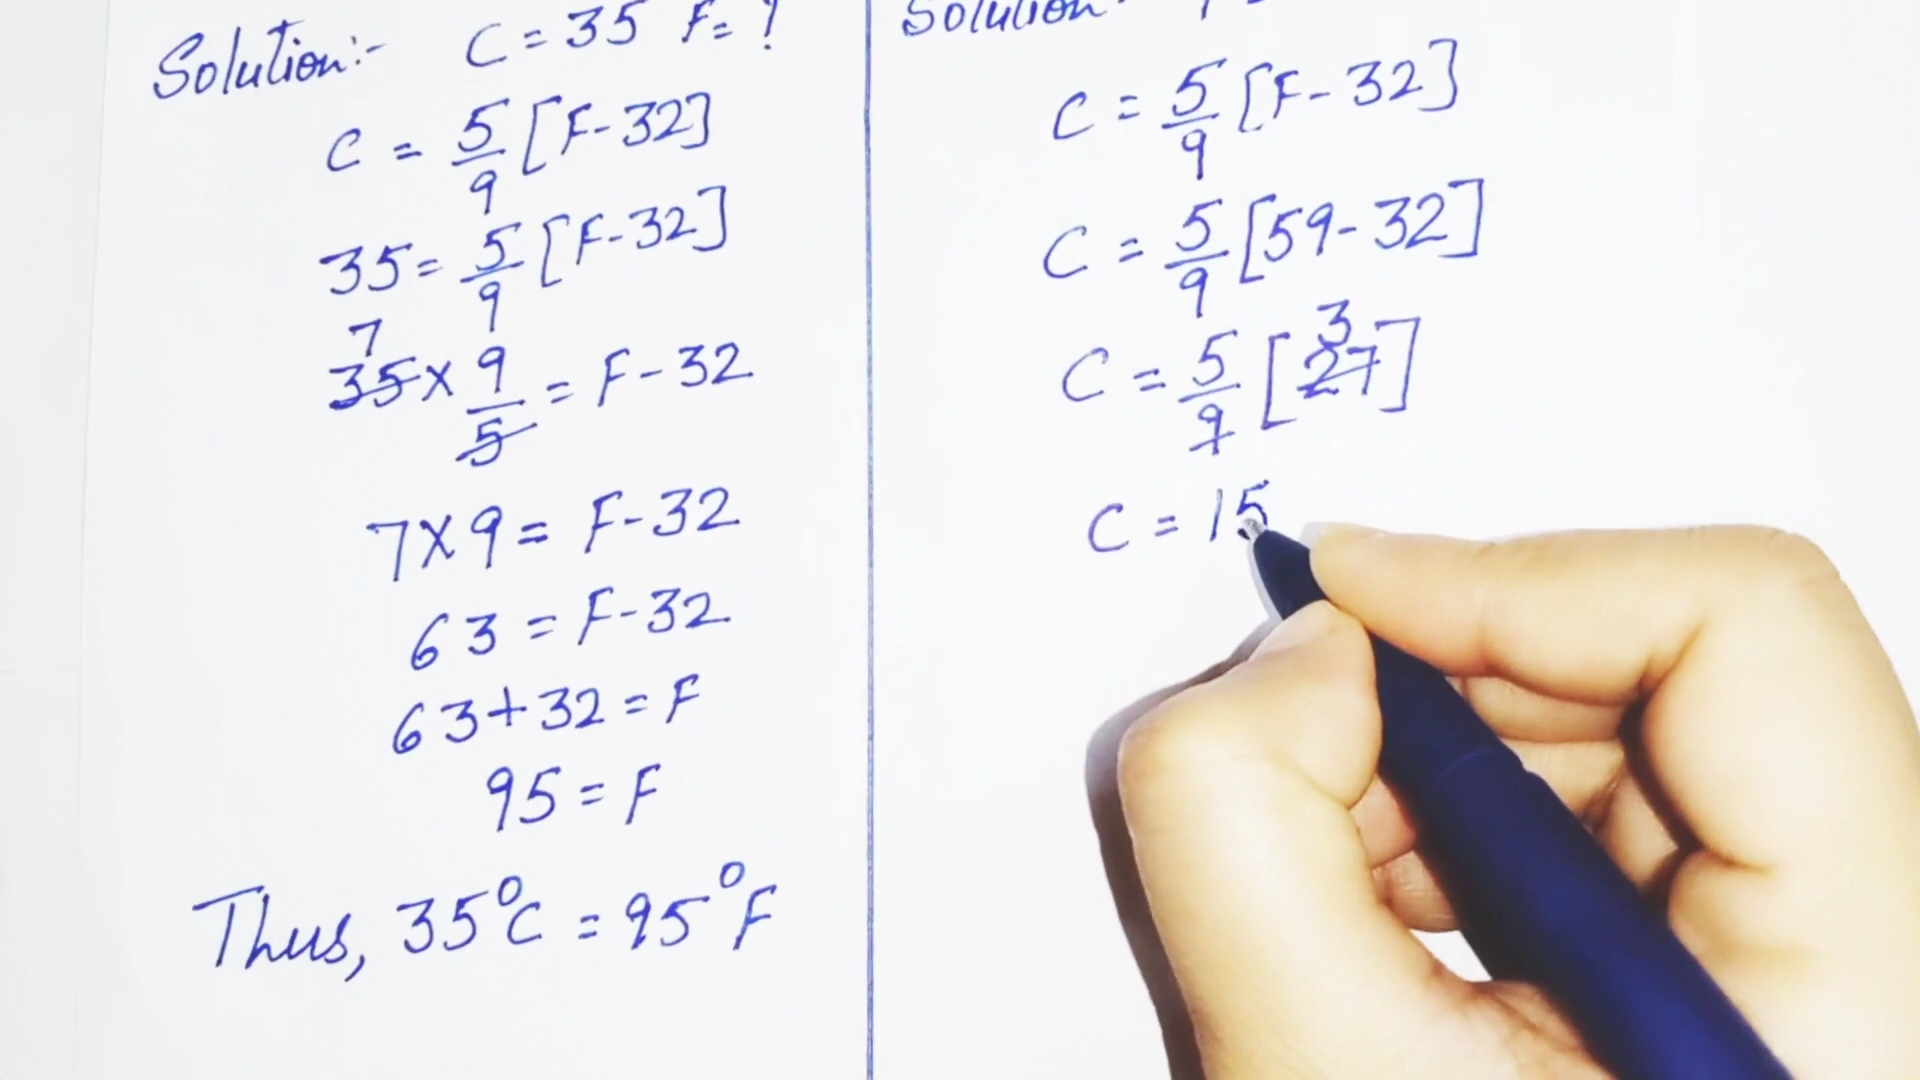 Solution:- C = 35 F = ?
C = 5/9 [F - 32]
35 = 5/9 [F - 32]
7
35 x 9/5 = F - 32
7 x 9 = F - 32
63 = F - 32
63 + 32 = F
95 = F
Thus, 35°C = 95°F
Solution
C = 5/9 [F - 32]
C = 5/9 [59 - 32]
3
C = 5/9 [27]
C = 15